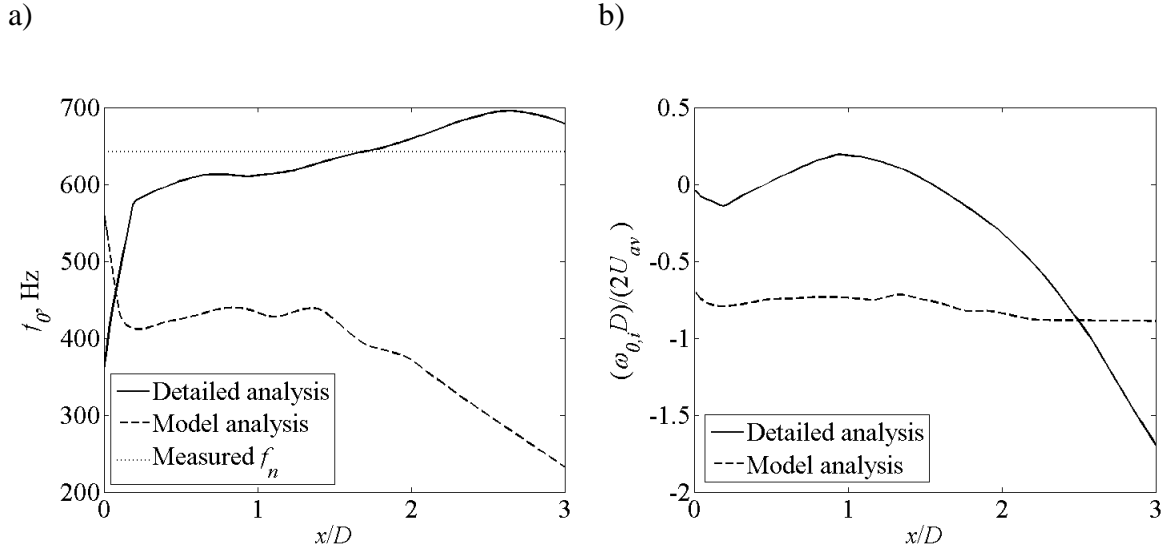 a)
b)
700
600
500
400
300
200
f0, Hz
0
1
2
3
x/D
Detailed analysis
Model analysis
Measured fn
0.5
0
-0.5
-1
-1.5
-2
(ω0,iD)/(2Uav)
0
1
2
3
x/D
Detailed analysis
Model analysis